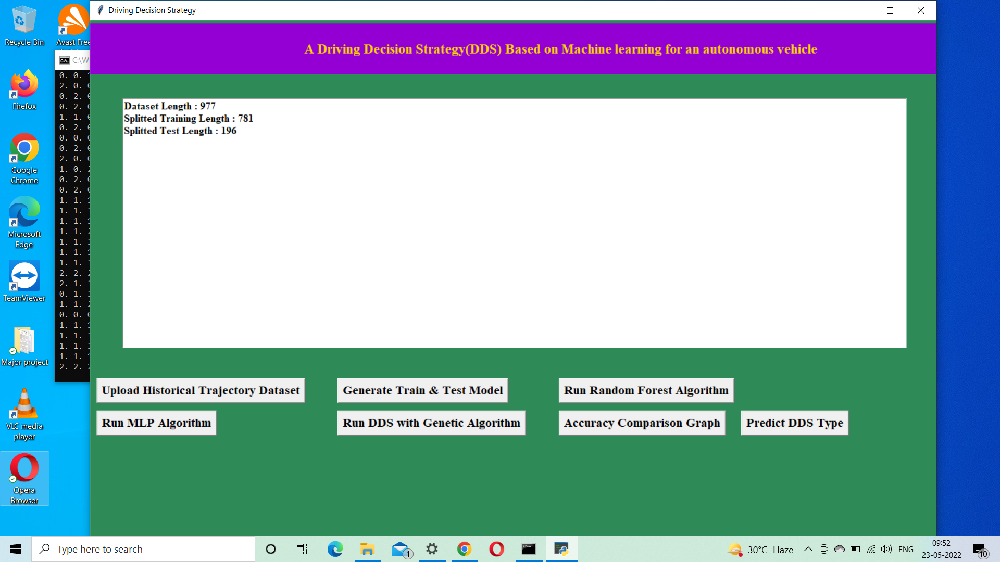 Driving Decision Strategy
A Driving Decision Strategy(DDS) Based on Machine learning for an autonomous vehicle
Dataset Length : 977
Splitted Training Length : 781
Splitted Test Length : 196
Upload Historical Trajectory Dataset
Generate Train & Test Model
Run Random Forest Algorithm
Run MLP Algorithm
Run DDS with Genetic Algorithm
Accuracy Comparison Graph
Predict DDS Type
Recycle Bin
Avast Free
Firefox
Google
Chrome
Microsoft
Edge
TeamViewer
Major project
VLC media
player
Opera
Browser
C:\W
0. 0.
2. 0.
0. 2.
0. 2.
1. 1.
0. 2.
0. 0.
0. 2.
2. 0.
1. 0.
0. 2.
0. 2.
1. 1.
1. 1.
1. 1.
1. 1.
1. 1.
1. 1.
1. 1.
2. 2.
2. 1.
0. 1.
1. 1.
0. 0.
1. 1.
1. 1.
1. 1.
1. 1.
2. 2.
Type here to search
1
30°C Haze
ENG
09:52
23-05-2022
10